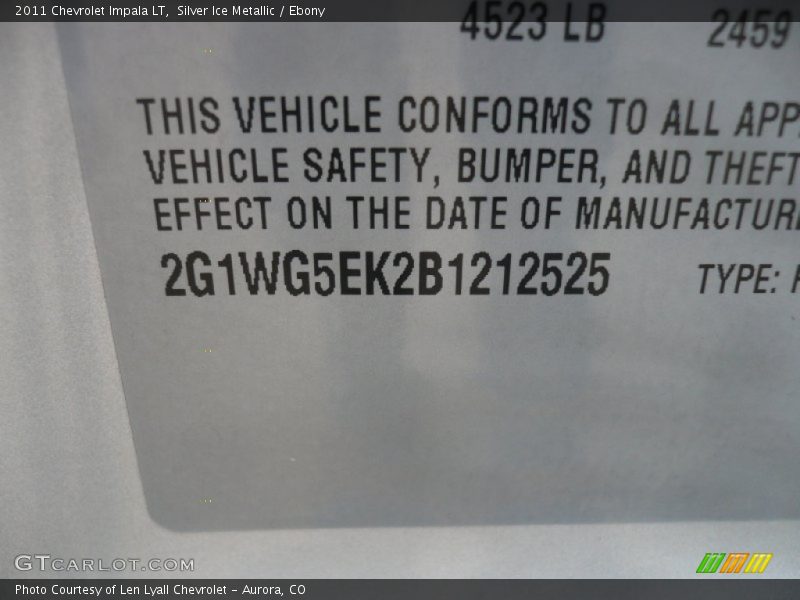 2011 Chevrolet Impala LT,  Silver Ice Metallic / Ebony
4523 LB 2459
THIS VEHICLE CONFORMS TO ALL APP
VEHICLE SAFETY, BUMPER, AND THEFT
EFFECT ON THE DATE OF MANUFACTUR
2G1WG5EK2B1212525 TYPE: P
GTCARLOT.COM
Photo Courtesy of Len Lyall Chevrolet - Aurora, CO